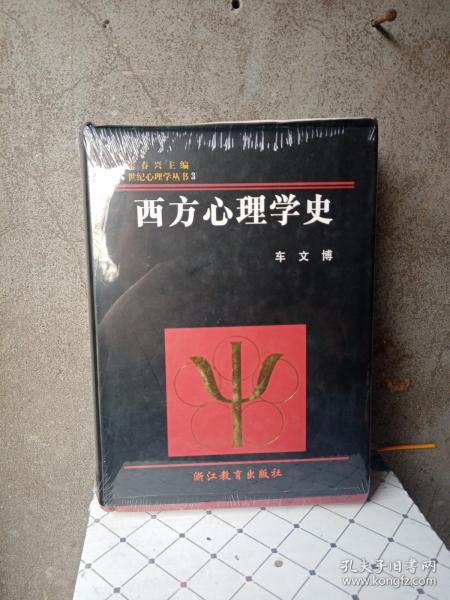 春兴主编
世纪心理学丛书3
西方心理学史
车文博
浙江教育出版社
孔夫子旧书网
www.kongfz.com